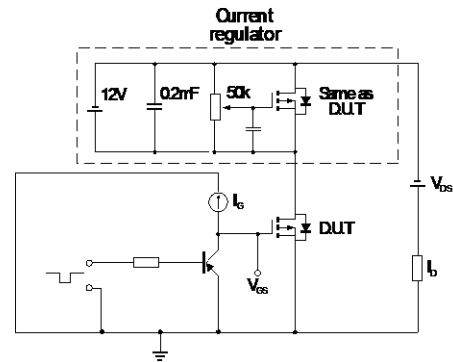 Current
regulator
12V
0.2mF
50k
Same as
D.U.T
I_G
D.U.T
V_GS
V_DS
I_D